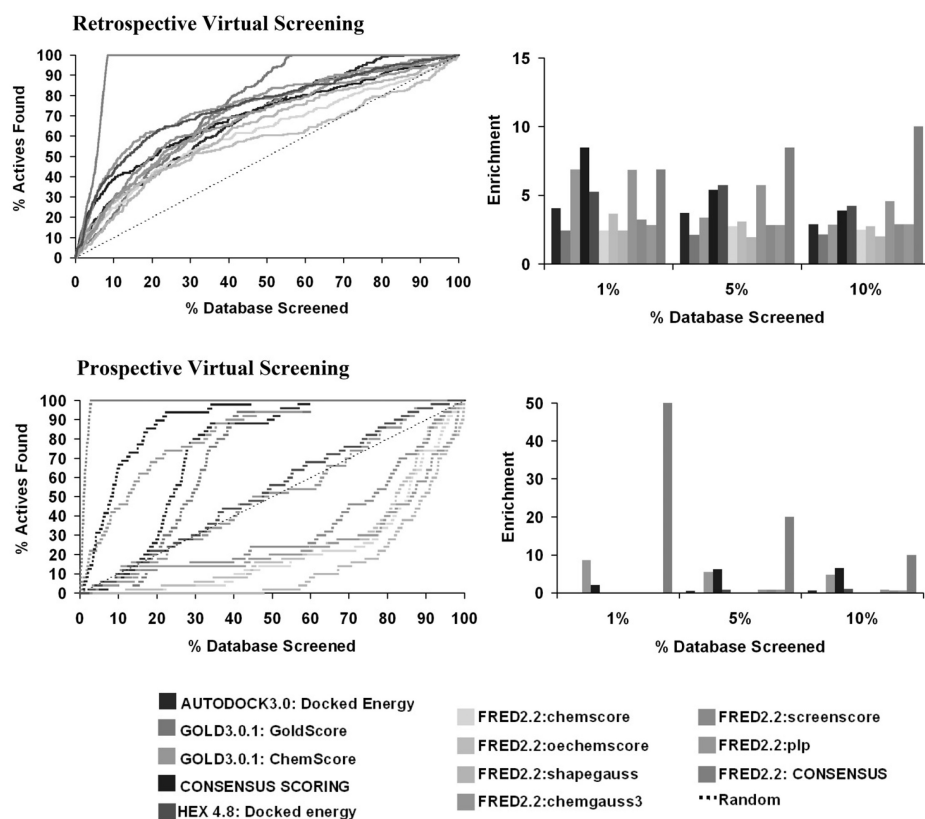 Retrospective Virtual Screening
100
90
80
70
60
50
40
30
20
10
0
% Actives Found
0 10 20 30 40 50 60 70 80 90 100
% Database Screened
15
10
5
0
Enrichment
1% 5% 10%
% Database Screened
Prospective Virtual Screening
100
90
80
70
60
50
40
30
20
10
0
% Actives Found
0 10 20 30 40 50 60 70 80 90 100
% Database Screened
50
40
30
20
10
0
Enrichment
1% 5% 10%
% Database Screened
AUTODOCK3.0: Docked Energy
GOLD3.0.1: GoldScore
GOLD3.0.1: ChemScore
CONSENSUS SCORING
HEX 4.8: Docked energy
FRED2.2:chemscore
FRED2.2:oechemscore
FRED2.2:shapegauss
FRED2.2:chemgauss3
FRED2.2:screenscore
FRED2.2:plp
FRED2.2: CONSENSUS
Random